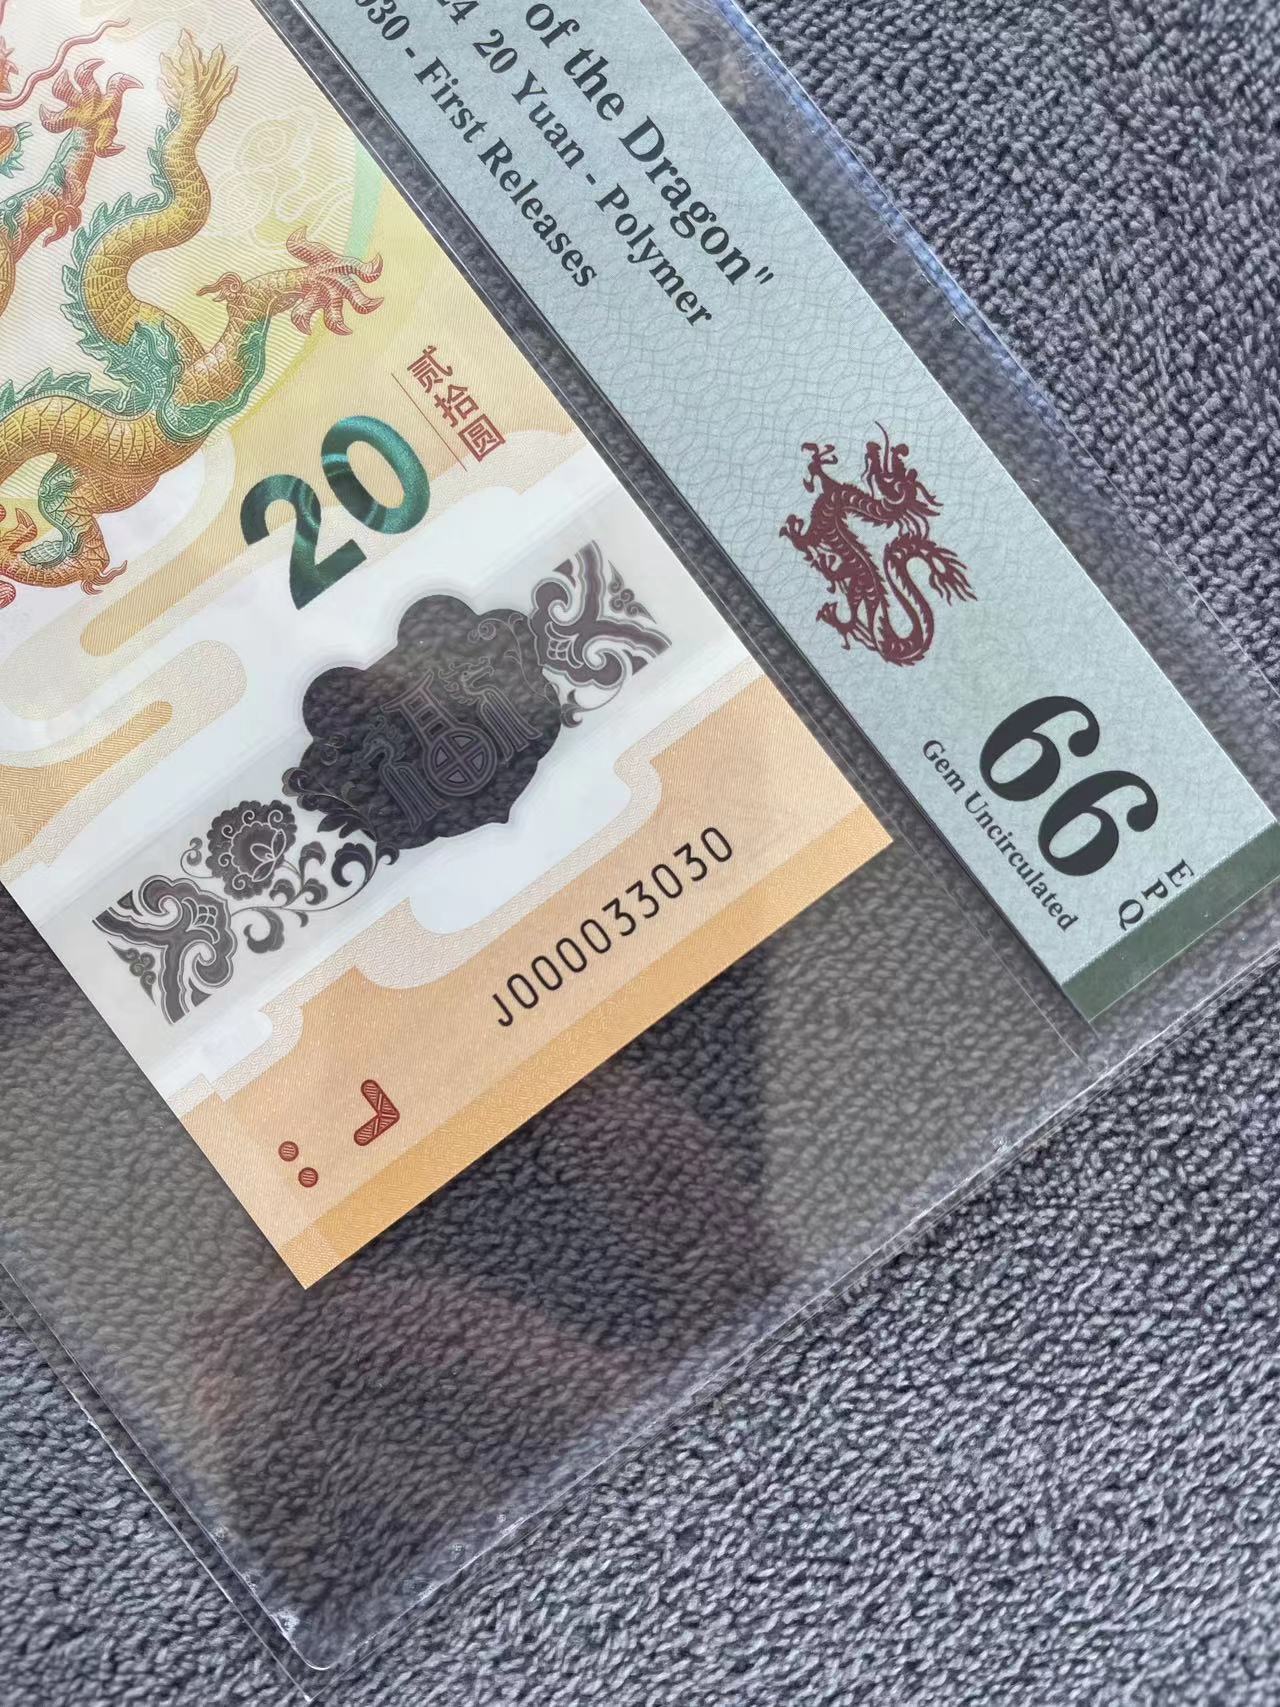 of the Dragon"
24 20 Yuan - Polymer
030 - First Releases
66
EPQ
Gem Uncirculated
贰拾圆
20
J000033030